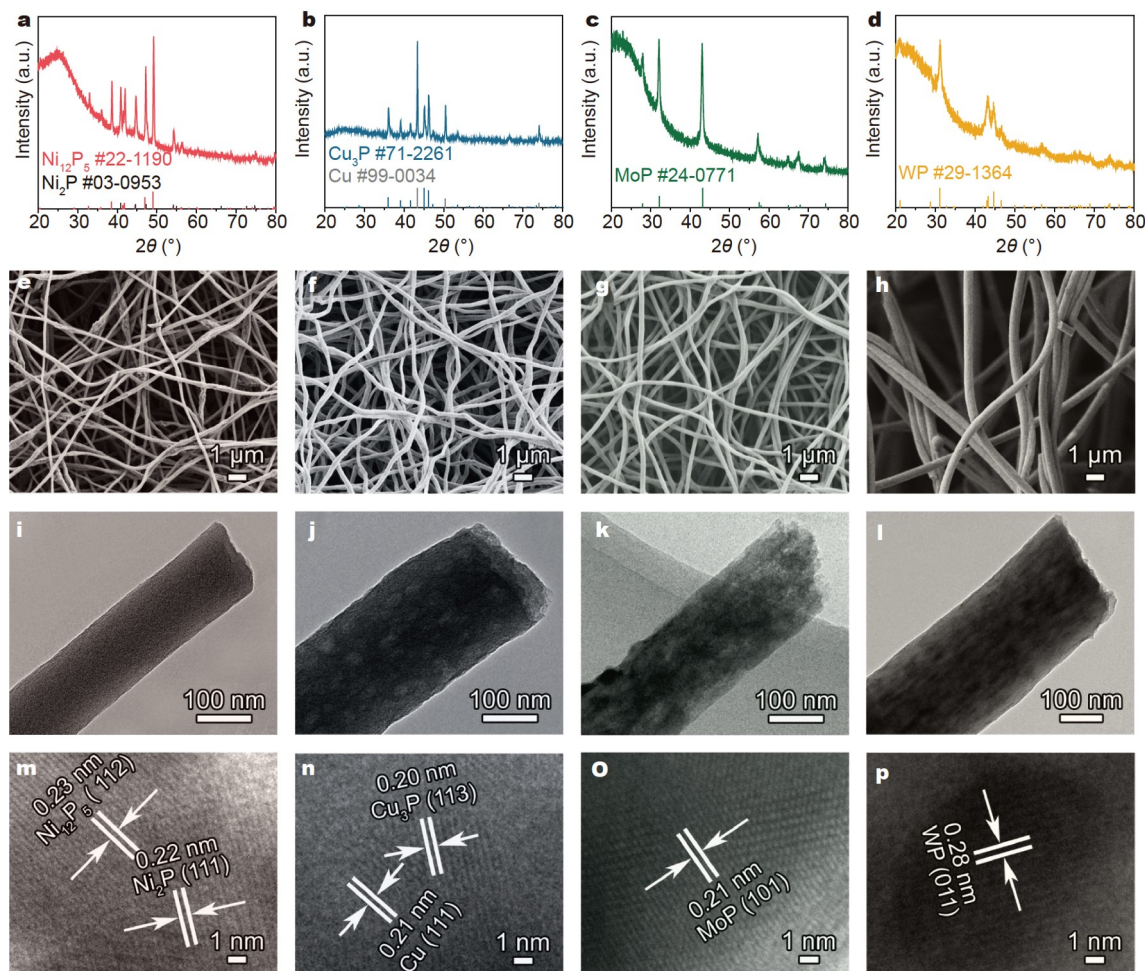 a
Intensity (a.u.)
Ni₁₂P₅ #22-1190
Ni₂P #03-0953
20 30 40 50 60 70 80
2θ (°)
b
Intensity (a.u.)
Cu₃P #71-2261
Cu #99-0034
20 30 40 50 60 70 80
2θ (°)
c
Intensity (a.u.)
MoP #24-0771
20 30 40 50 60 70 80
2θ (°)
d
Intensity (a.u.)
WP #29-1364
20 30 40 50 60 70 80
2θ (°)
e
1 μm
f
1 μm
g
1 μm
h
1 μm
i
100 nm
j
100 nm
k
100 nm
l
100 nm
m
0.23 nm
Ni₁₂P₅ (112)
0.22 nm
Ni₂P (111)
1 nm
n
0.20 nm
Cu₃P (113)
0.21 nm
Cu (111)
1 nm
o
0.21 nm
MoP (101)
1 nm
p
0.28 nm
WP (011)
1 nm